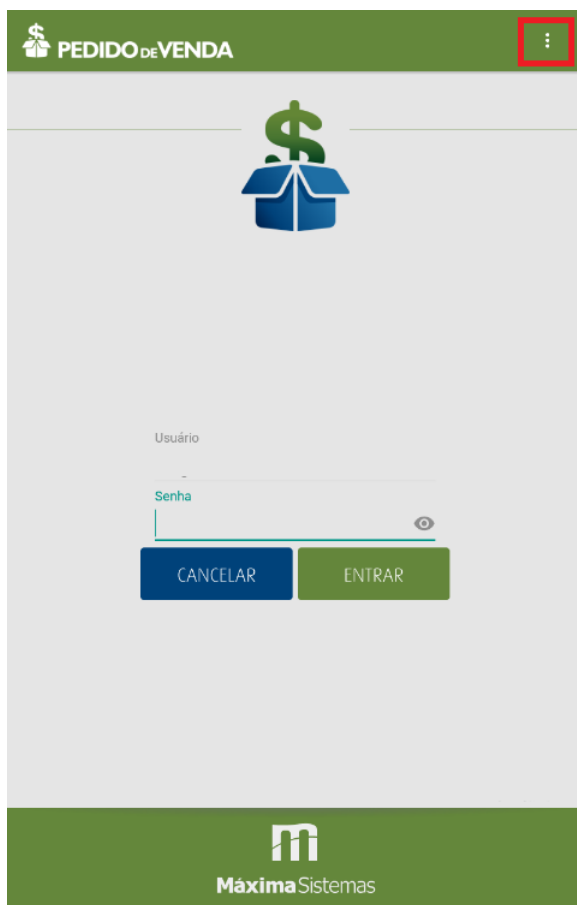 PEDIDO DE VENDA
Usuário
Senha
CANCELAR ENTRAR
Máxima Sistemas